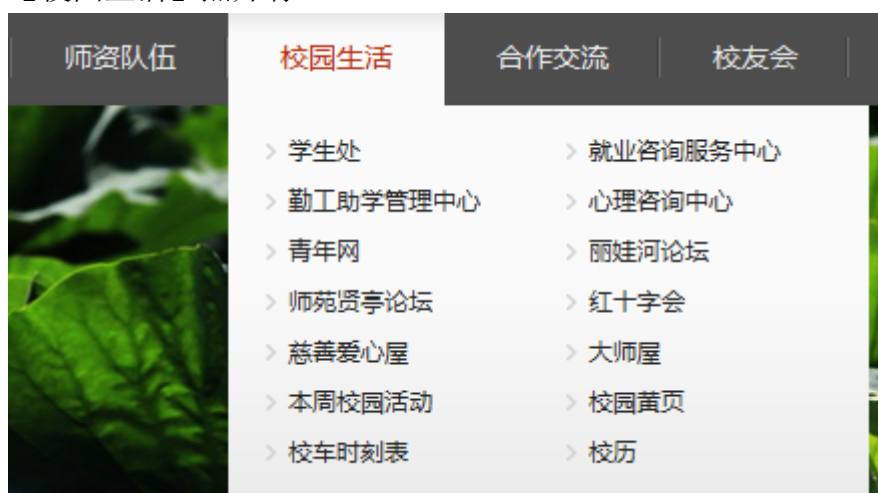 师资队伍 校园生活 合作交流 校友会
学生处 就业咨询服务中心
勤工助学管理中心 心理咨询中心
青年网 丽娃河论坛
师苑贤亭论坛 红十字会
慈善爱心屋 大师屋
本周校园活动 校园黄页
校车时刻表 校历